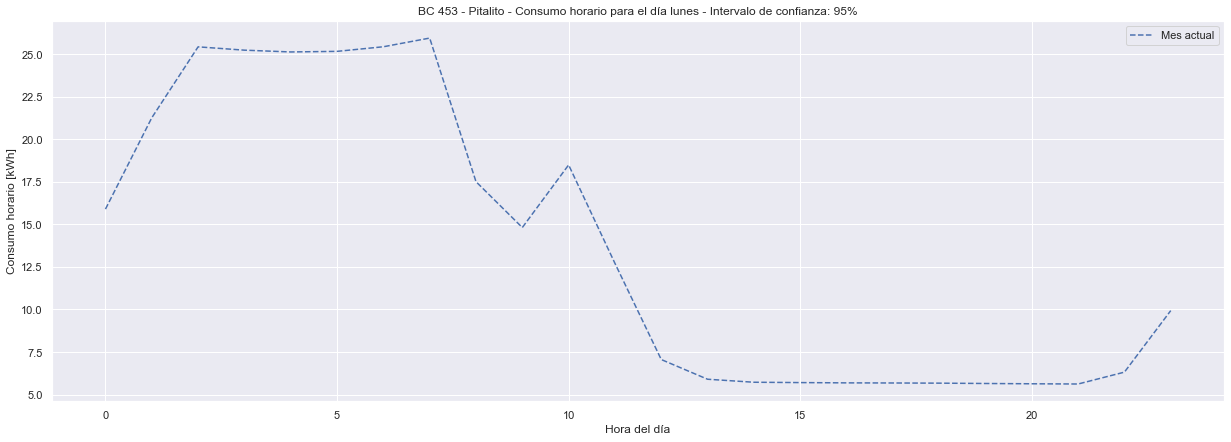 BC 453 - Pitalito - Consumo horario para el día lunes - Intervalo de confianza: 95%
Mes actual
Consumo horario [kWh]
25.0
22.5
20.0
17.5
15.0
12.5
10.0
7.5
5.0
0 5 10 15 20
Hora del día